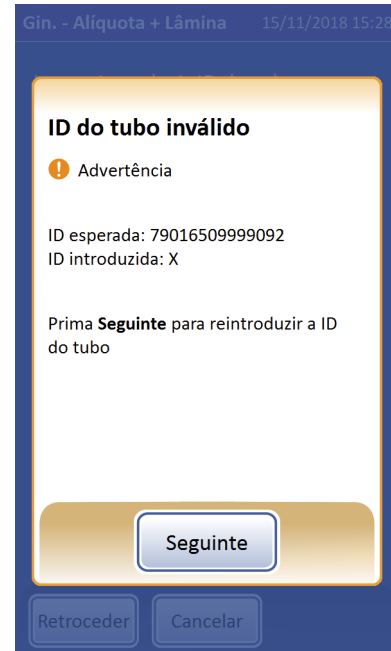 Gin. - Alíquota + Lâmina 15/11/2018 15:28
ID do tubo inválido
Advertência
ID esperada: 79016509999092
ID introduzida: X
Prima Seguinte para reintroduzir a ID
do tubo
Seguinte
Retroceder Cancelar